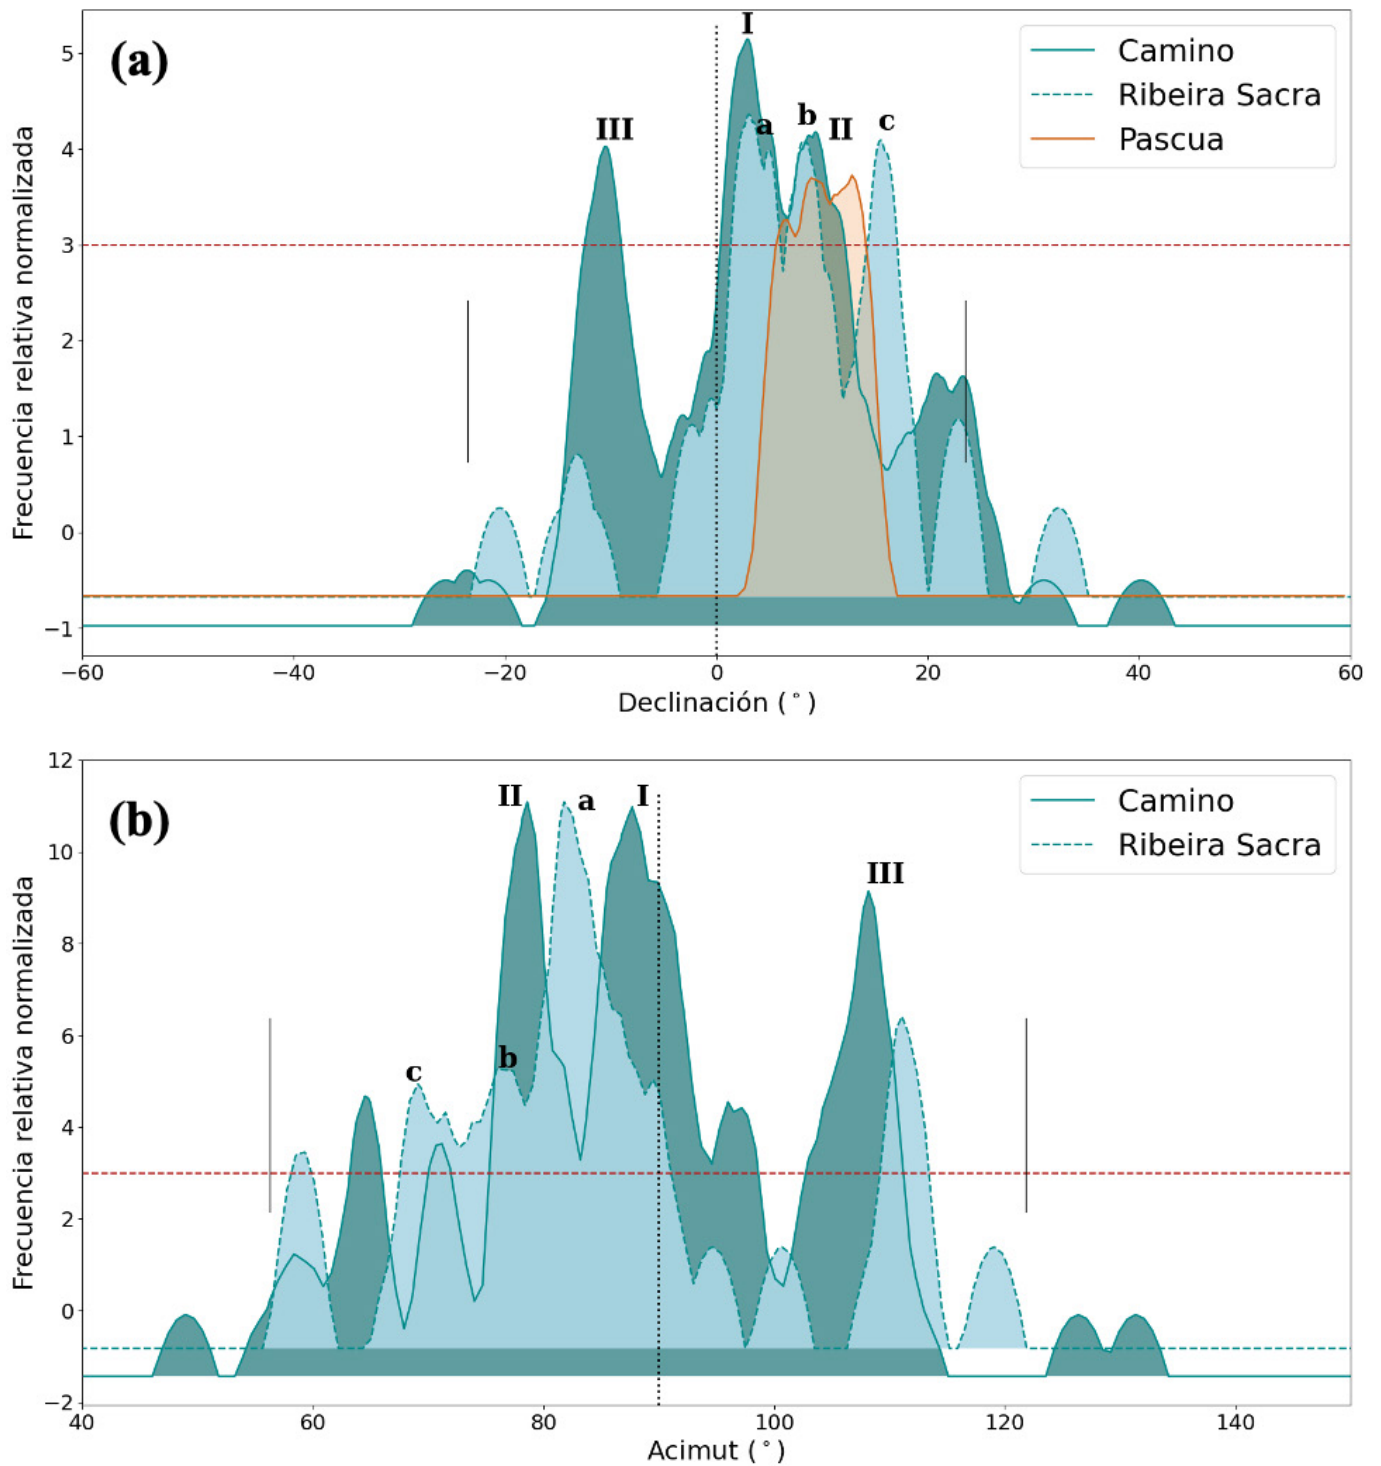 (a)
I
III
a
b
II
c
Camino
Ribeira Sacra
Pascua
Frecuencia relativa normalizada
5
4
3
2
1
0
−1
−60
−40
−20
0
20
40
60
Declinación (°)
(b)
II
a
I
III
c
b
Camino
Ribeira Sacra
Frecuencia relativa normalizada
12
10
8
6
4
2
0
−2
40
60
80
100
120
140
Acimut (°)